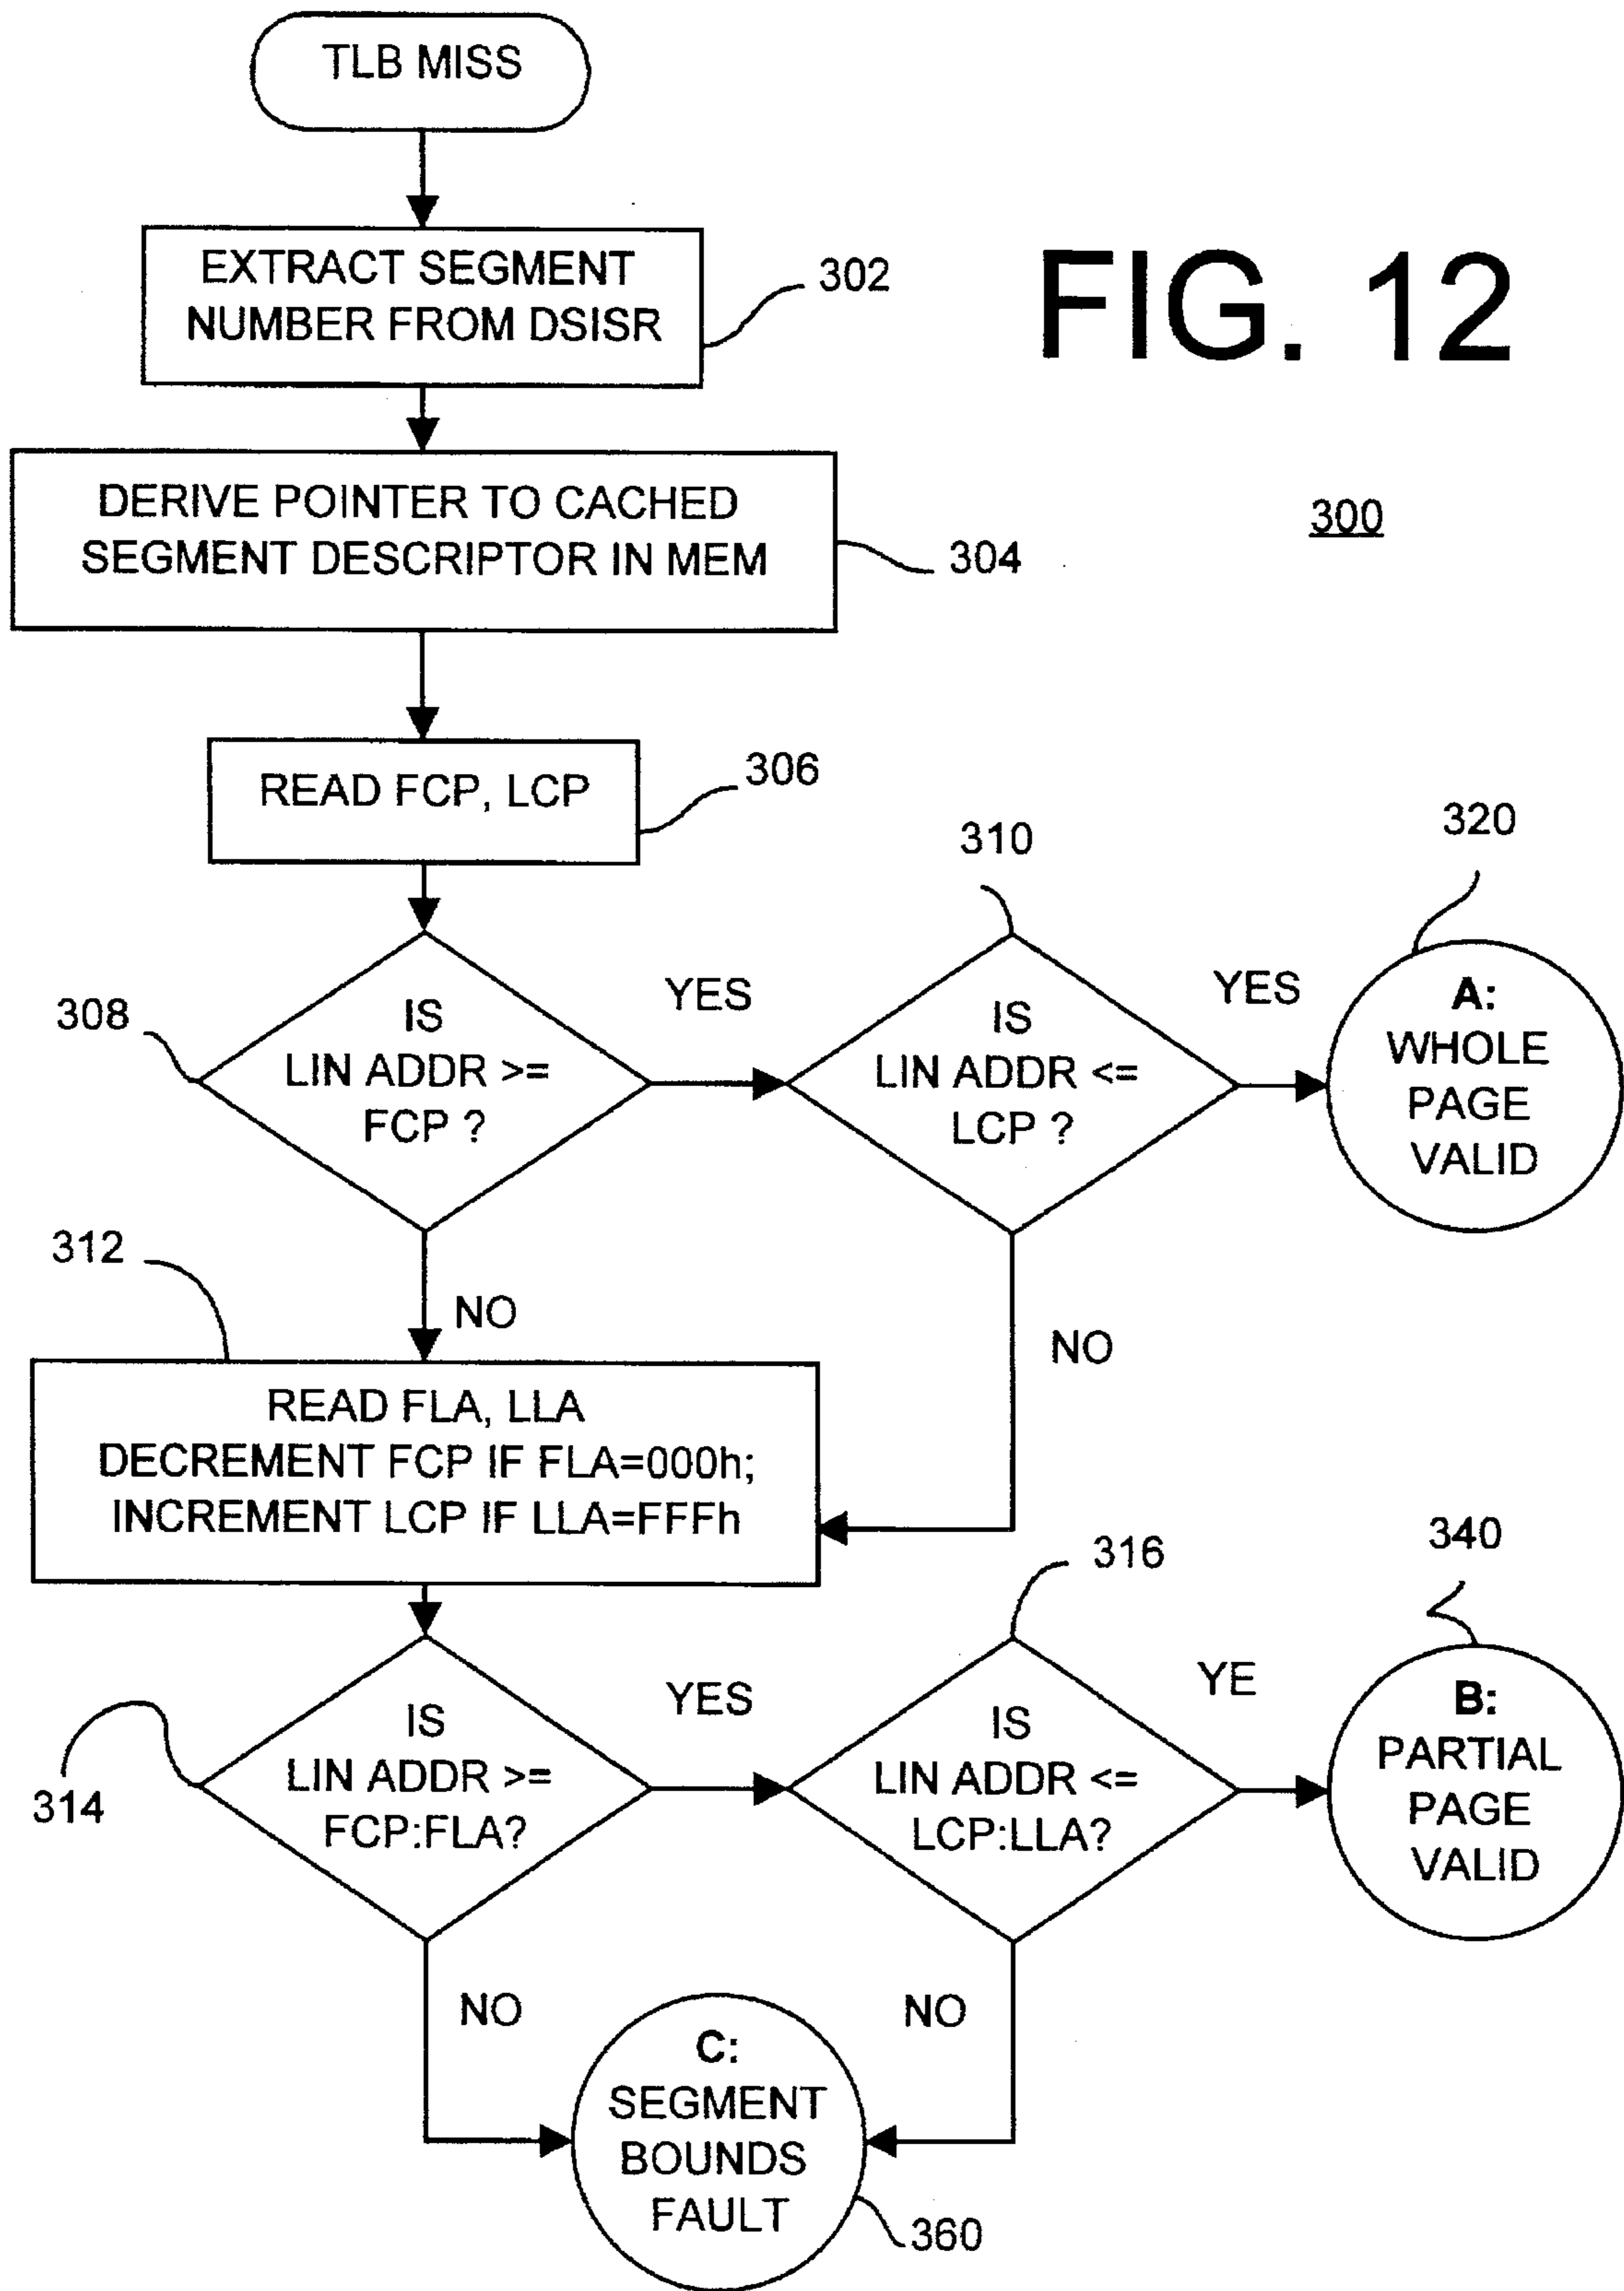 TLB MISS
EXTRACT SEGMENT
NUMBER FROM DSISR
302
FIG. 12
DERIVE POINTER TO CACHED
SEGMENT DESCRIPTOR IN MEM
304
300
READ FCP, LCP
306
310
320
308
IS
LIN ADDR >=
FCP ?
YES
IS
LIN ADDR <=
LCP ?
YES
A:
WHOLE
PAGE
VALID
312
NO
NO
READ FLA, LLA
DECREMENT FCP IF FLA=000h;
INCREMENT LCP IF LLA=FFFh
316
340
314
IS
LIN ADDR >=
FCP:FLA?
YES
IS
LIN ADDR <=
LCP:LLA?
YE
B:
PARTIAL
PAGE
VALID
NO
NO
C:
SEGMENT
BOUNDS
FAULT
360